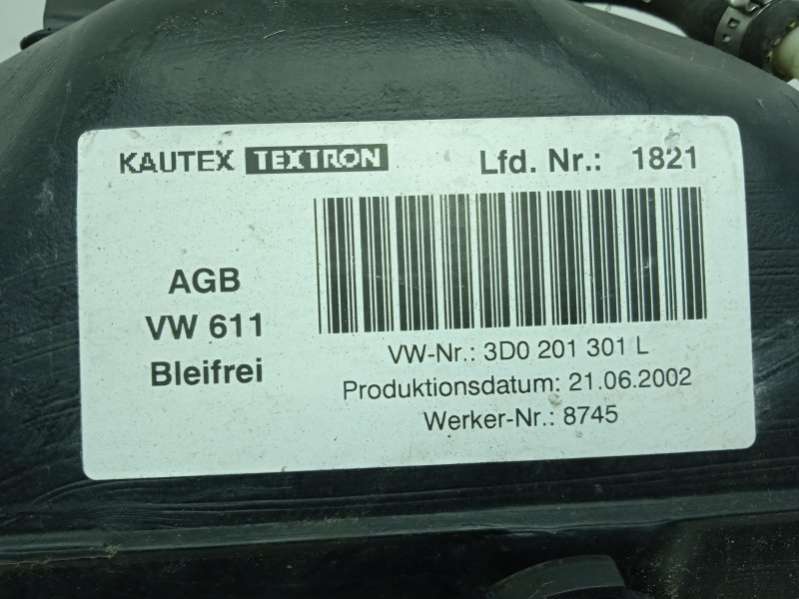 KAUTEX TEXTRON Lfd. Nr.: 1821
AGB
VW 611
Bleifrei
VW-Nr.: 3D0 201 301 L
Produktionsdatum: 21.06.2002
Werker-Nr.: 8745